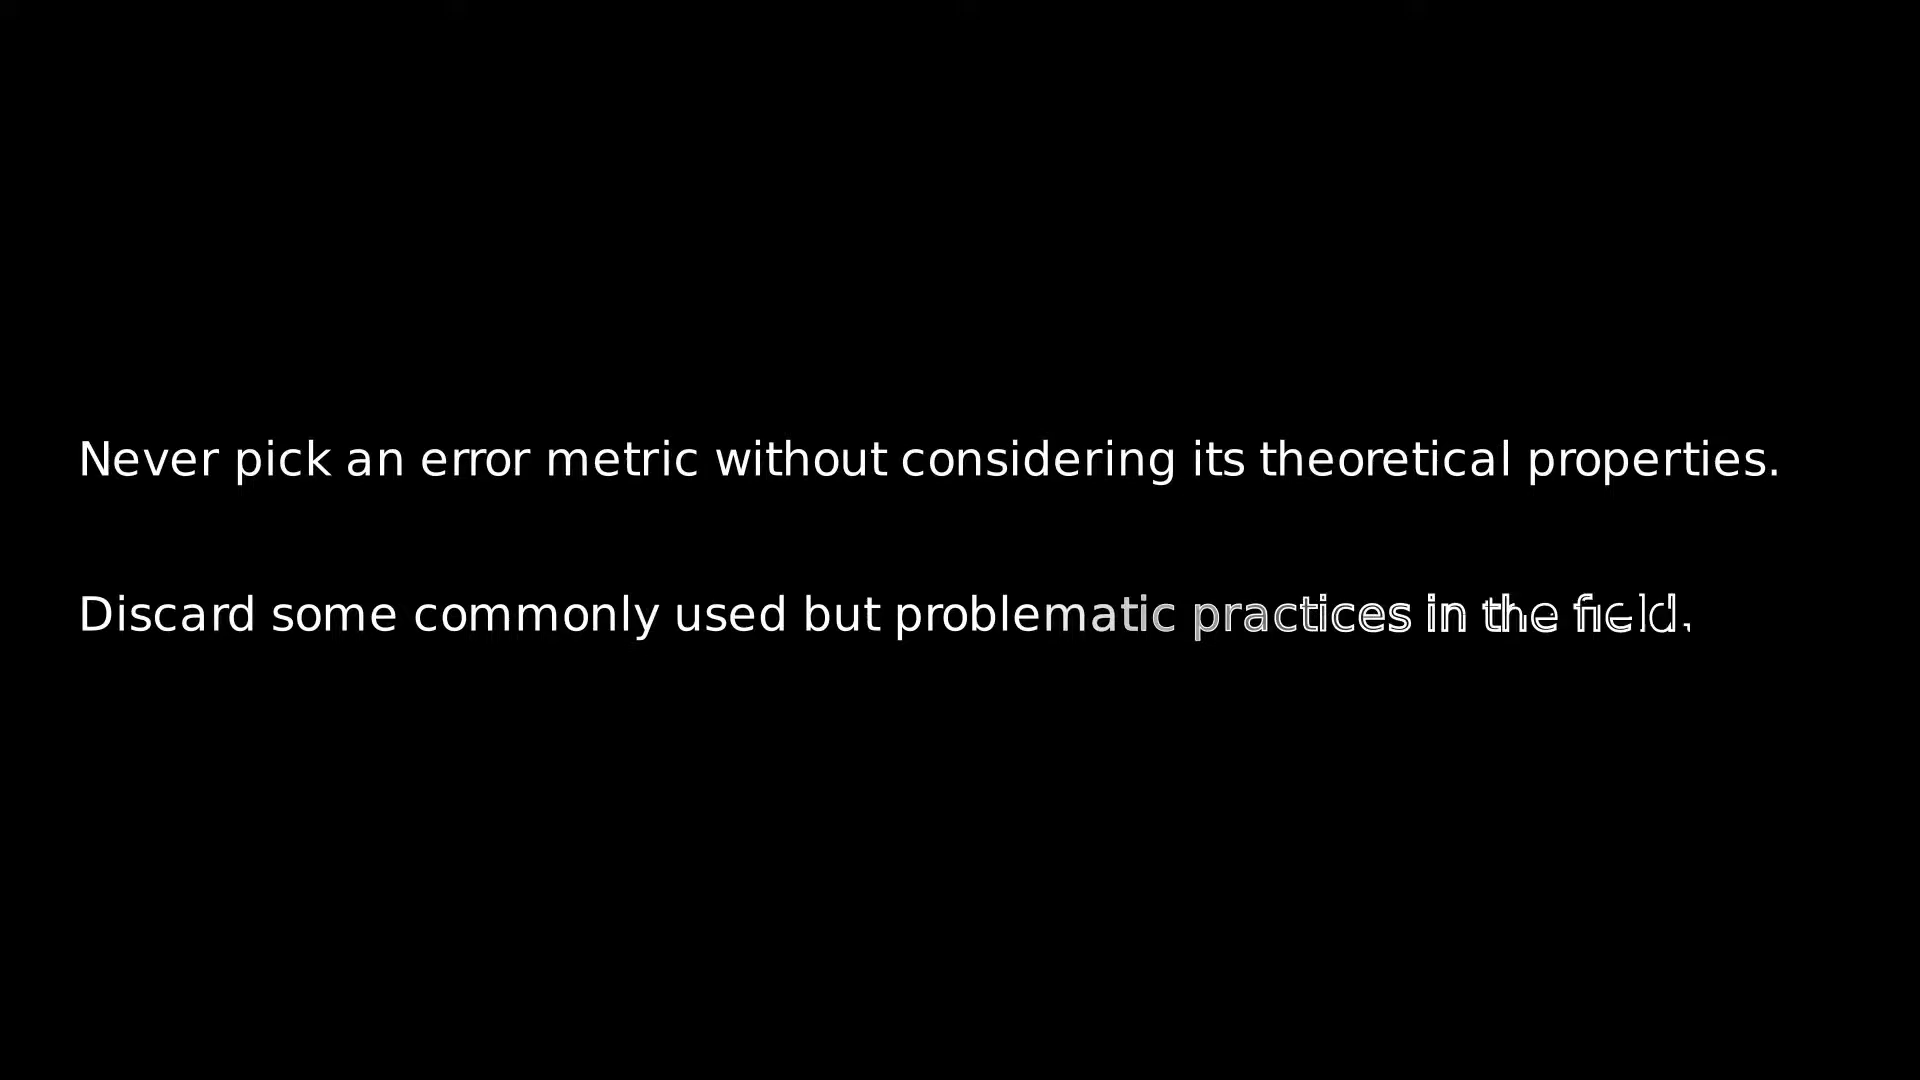 Never pick an error metric without considering its theoretical properties.
Discard some commonly used but problematic practices in the field.